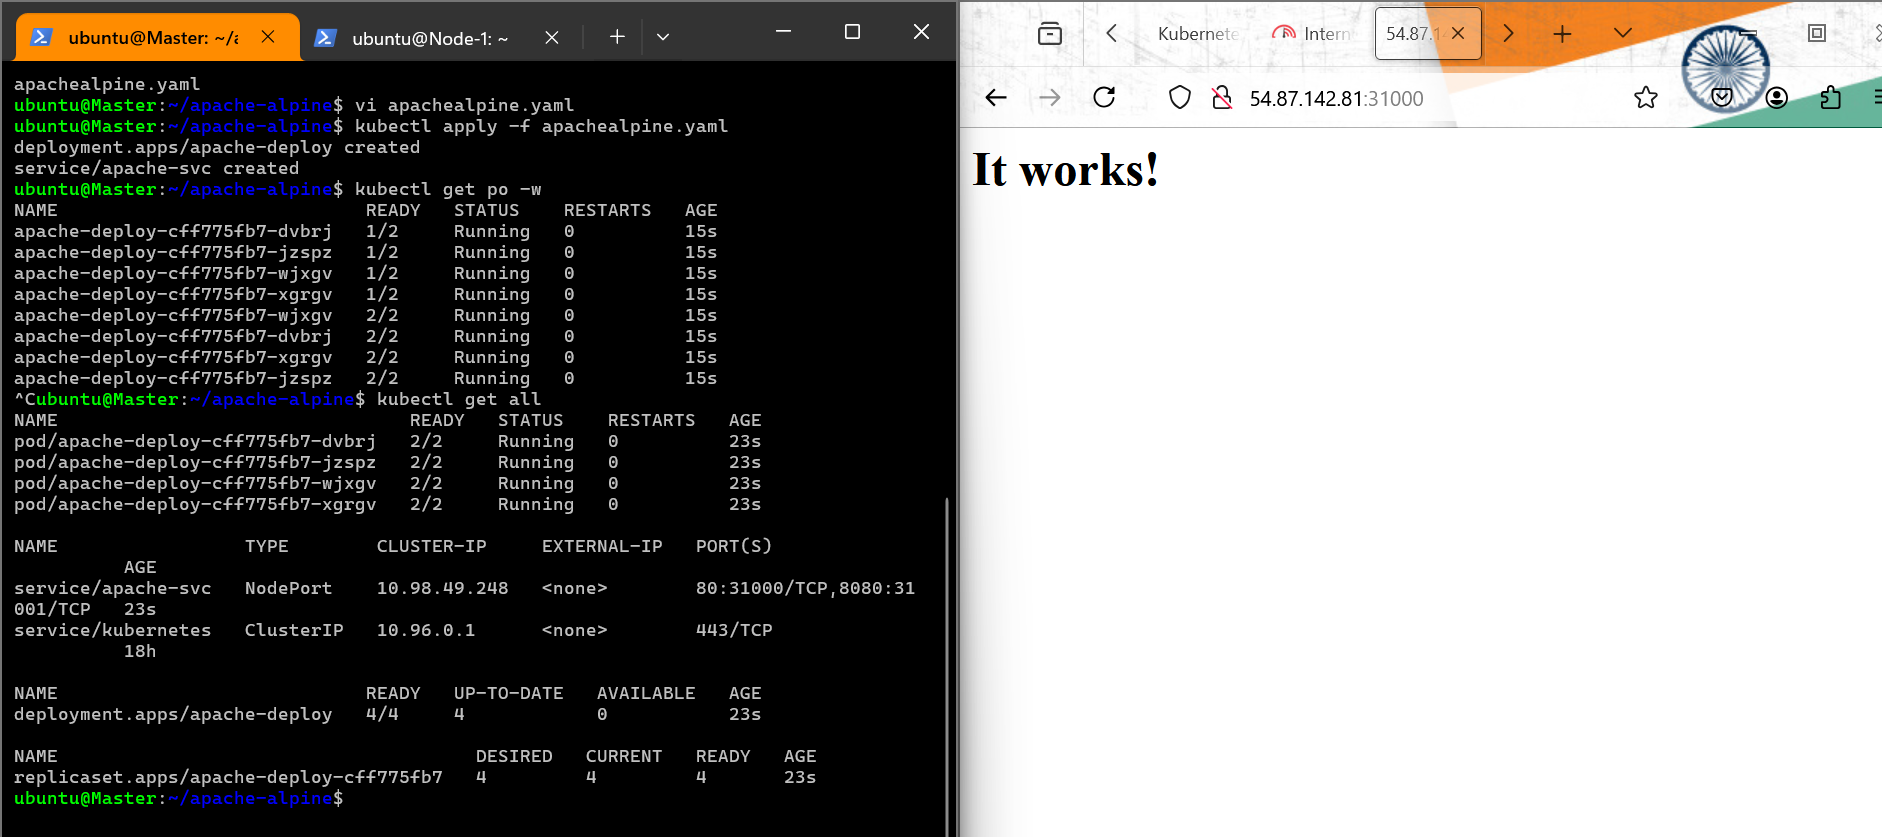 ubuntu@Master: ~/a
ubuntu@Node-1: ~
apachealpine.yaml
ubuntu@Master:~/apache-alpine$ vi apachealpine.yaml
ubuntu@Master:~/apache-alpine$ kubectl apply -f apachealpine.yaml
deployment.apps/apache-deploy created
service/apache-svc created
ubuntu@Master:~/apache-alpine$ kubectl get po -w
NAME READY STATUS RESTARTS AGE
apache-deploy-cff775fb7-dvbrj 1/2 Running 0 15s
apache-deploy-cff775fb7-jzspz 1/2 Running 0 15s
apache-deploy-cff775fb7-wjxgv 1/2 Running 0 15s
apache-deploy-cff775fb7-xgrgv 1/2 Running 0 15s
apache-deploy-cff775fb7-wjxgv 2/2 Running 0 15s
apache-deploy-cff775fb7-dvbrj 2/2 Running 0 15s
apache-deploy-cff775fb7-xgrgv 2/2 Running 0 15s
apache-deploy-cff775fb7-jzspz 2/2 Running 0 15s
^Cubuntu@Master:~/apache-alpine$ kubectl get all
NAME READY STATUS RESTARTS AGE
pod/apache-deploy-cff775fb7-dvbrj 2/2 Running 0 23s
pod/apache-deploy-cff775fb7-jzspz 2/2 Running 0 23s
pod/apache-deploy-cff775fb7-wjxgv 2/2 Running 0 23s
pod/apache-deploy-cff775fb7-xgrgv 2/2 Running 0 23s
NAME TYPE CLUSTER-IP EXTERNAL-IP PORT(S)
AGE
service/apache-svc NodePort 10.98.49.248 <none> 80:31000/TCP,8080:31
001/TCP 23s
service/kubernetes ClusterIP 10.96.0.1 <none> 443/TCP
18h
NAME READY UP-TO-DATE AVAILABLE AGE
deployment.apps/apache-deploy 4/4 4 0 23s
NAME DESIRED CURRENT READY AGE
replicaset.apps/apache-deploy-cff775fb7 4 4 4 23s
ubuntu@Master:~/apache-alpine$
Kubernete
Intern
54.87.1
54.87.142.81:31000
It works!